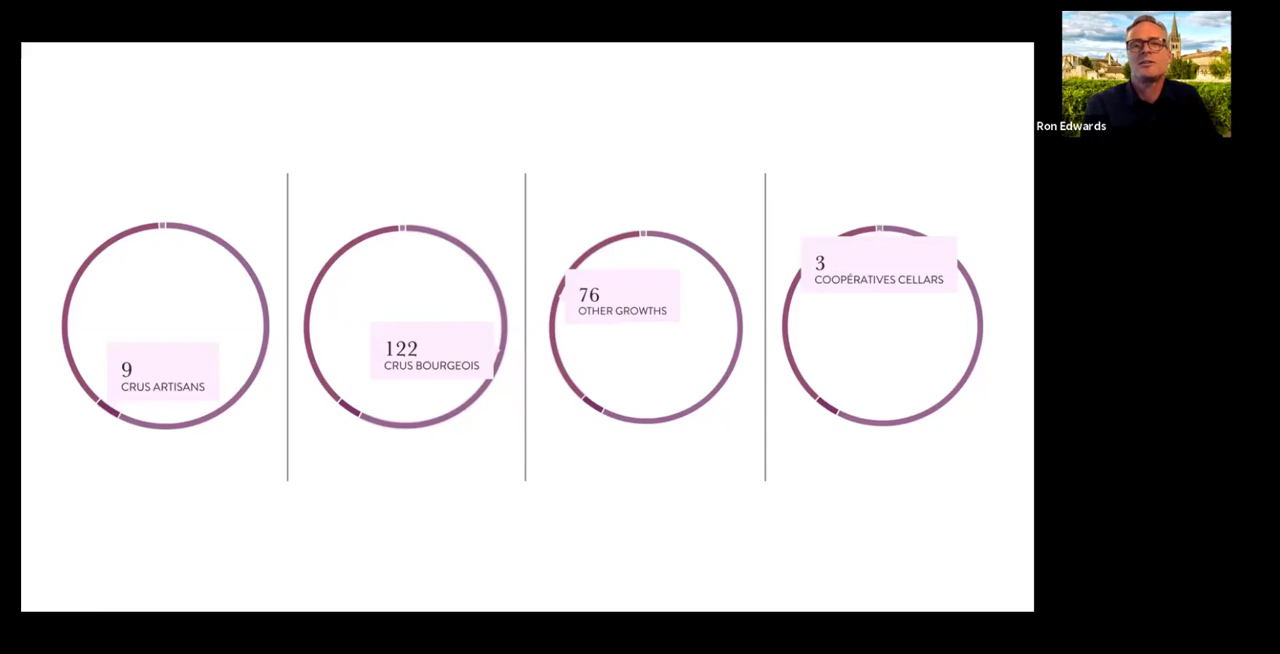 Ron Edwards
9
CRUS ARTISANS
122
CRUS BOURGEOIS
76
OTHER GROWTHS
3
COOPÉRATIVES CELLARS